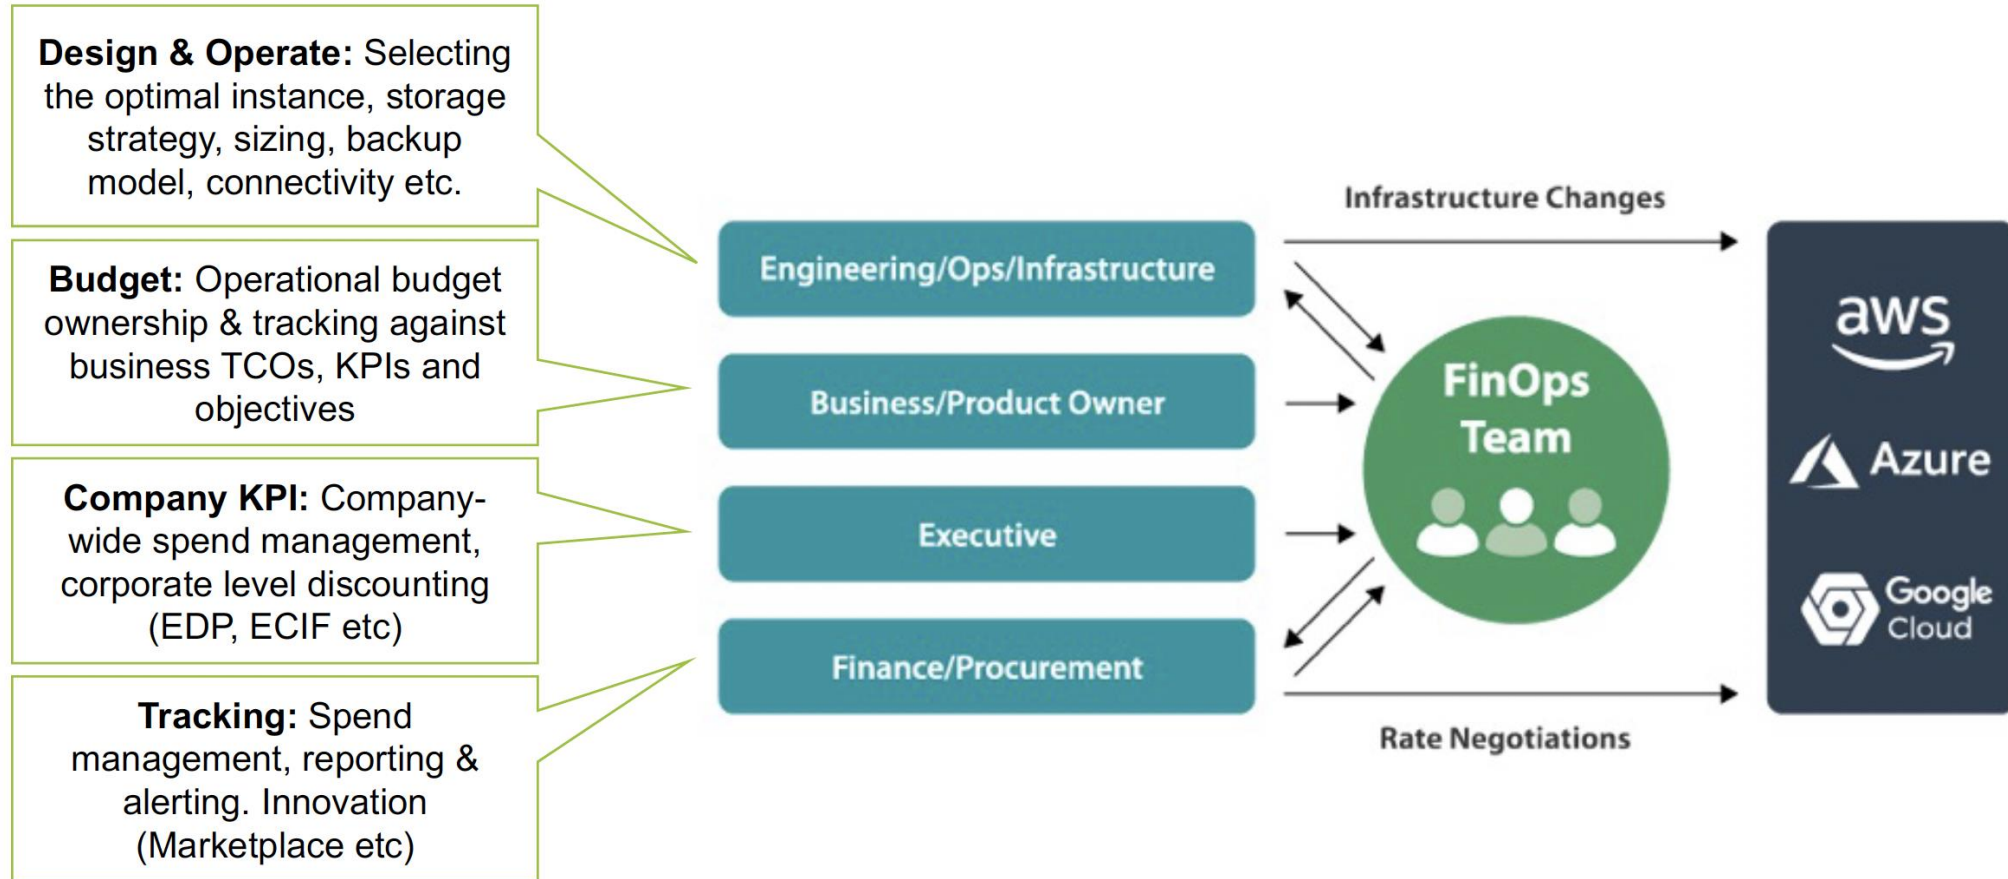 Design & Operate: Selecting
the optimal instance, storage
strategy, sizing, backup
model, connectivity etc.
Budget: Operational budget
ownership & tracking against
business TCOs, KPIs and
objectives
Company KPI: Company-
wide spend management,
corporate level discounting
(EDP, ECIF etc)
Tracking: Spend
management, reporting &
alerting. Innovation
(Marketplace etc)
Engineering/Ops/Infrastructure
Business/Product Owner
Executive
Finance/Procurement
Infrastructure Changes
FinOps
Team
Rate Negotiations
aws
Azure
Google
Cloud